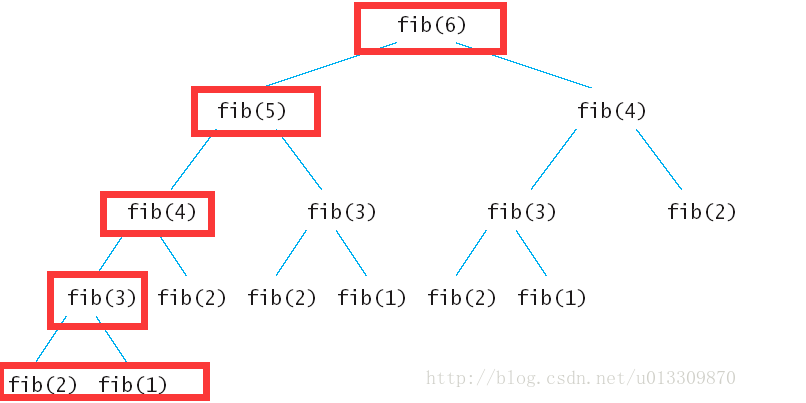 fib(6)
fib(5) fib(4)
fib(4) fib(3) fib(3) fib(2)
fib(3) fib(2) fib(2) fib(1) fib(2) fib(1)
fib(2) fib(1)
http://blog.csdn.net/u013309870